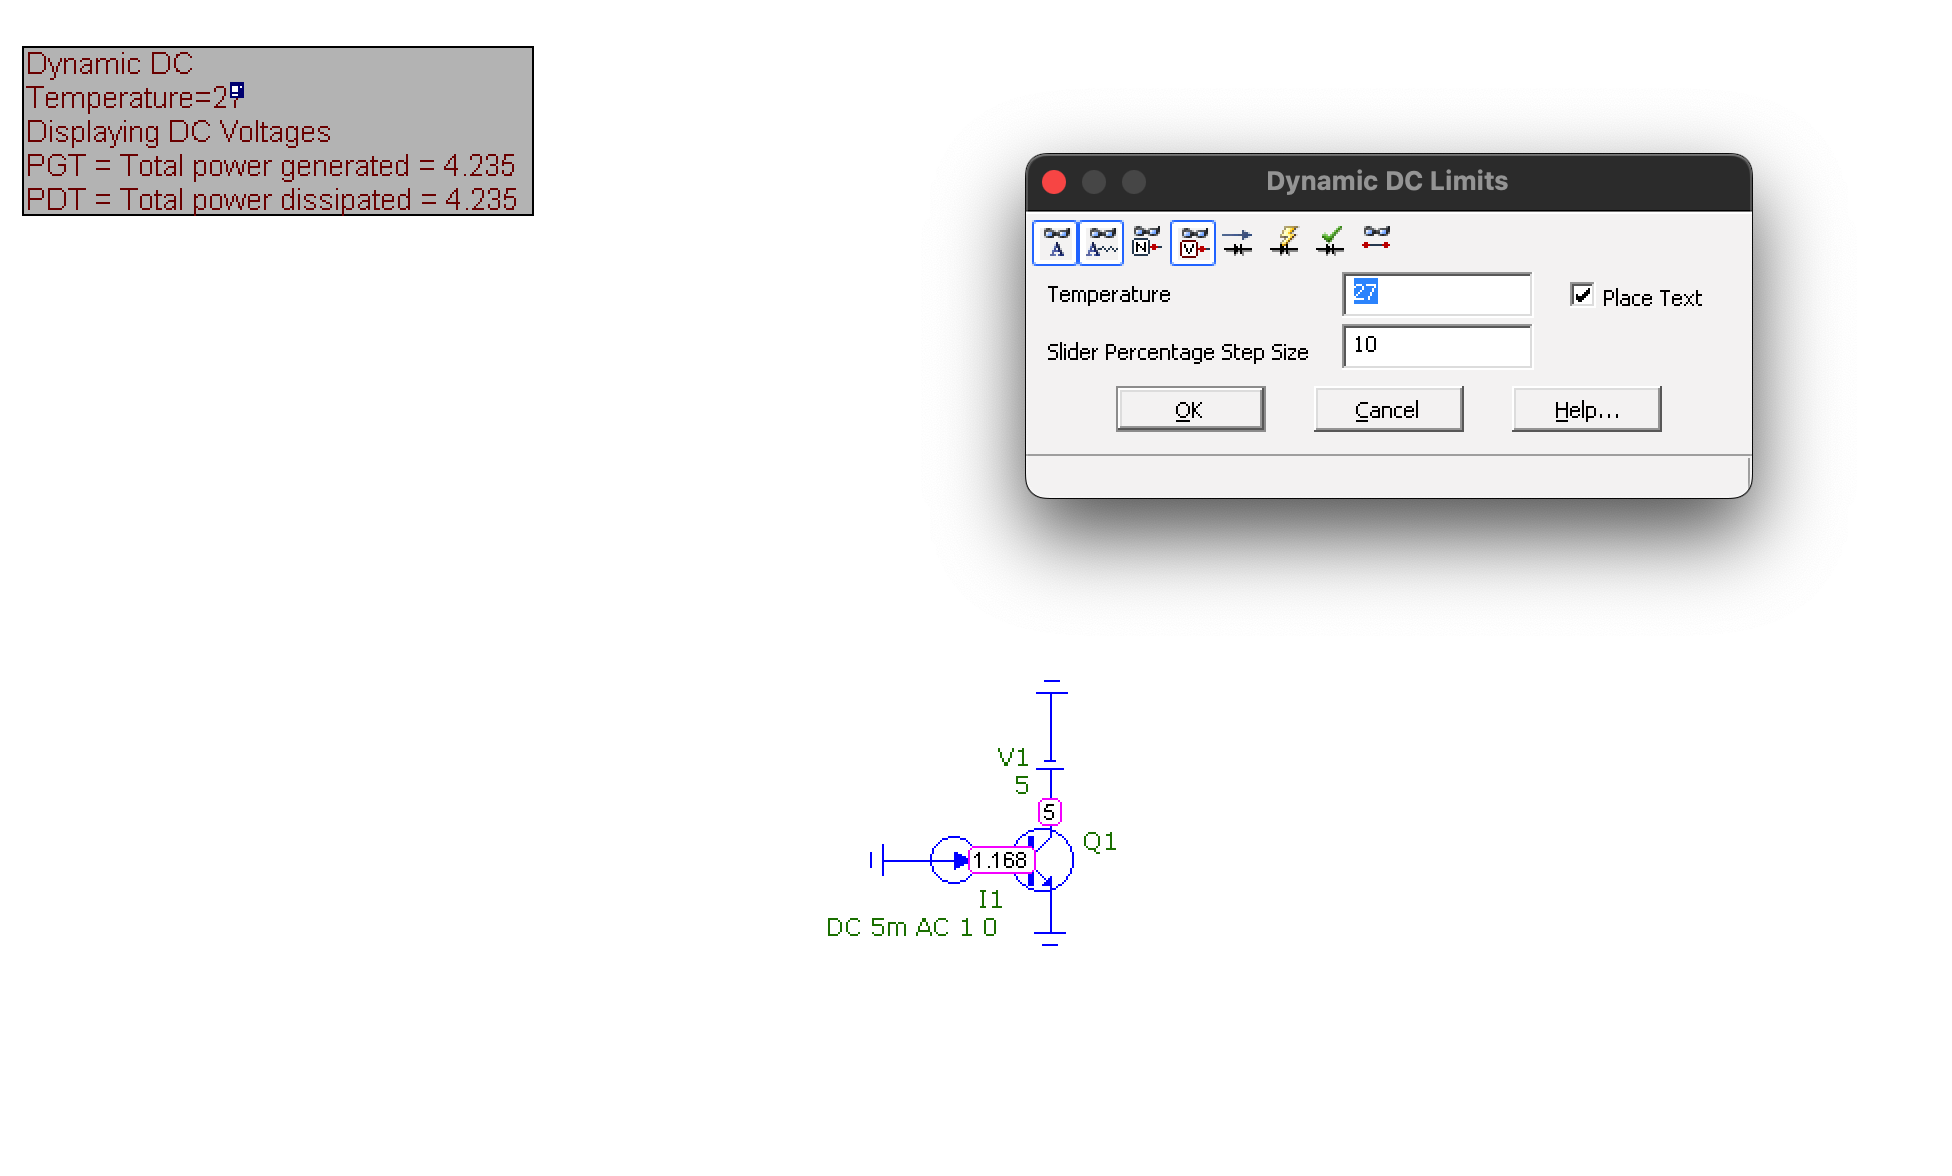 Dynamic DC
Temperature=27
Displaying DC Voltages
PGT = Total power generated = 4.235
PDT = Total power dissipated = 4.235
Dynamic DC Limits
A A N V
Temperature 27 Place Text
Slider Percentage Step Size 10
OK Cancel Help...
V1
5
5
Q1
1.168
I1
DC 5m AC 1 0